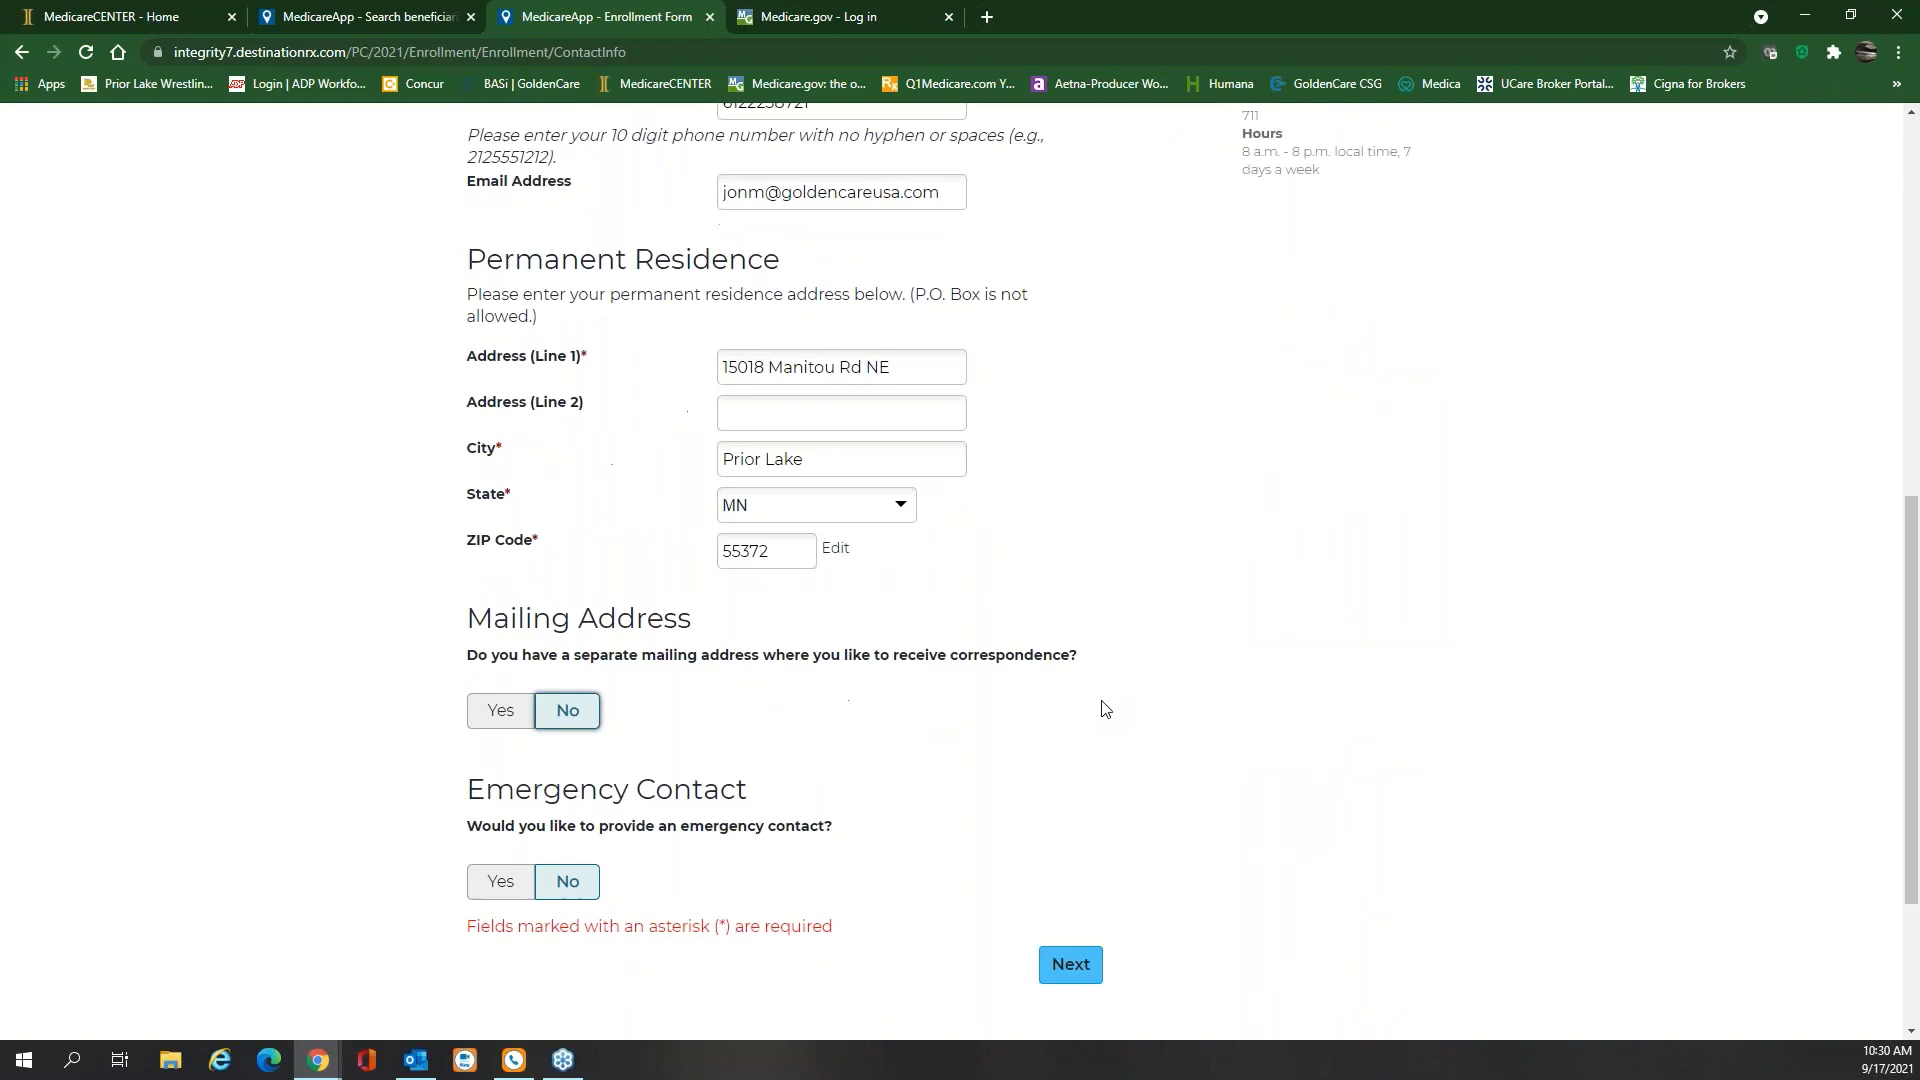 MedicareCENTER - Home
MedicareApp - Search beneficiari
MedicareApp - Enrollment Form
Medicare.gov - Log in
integrity7.destinationrx.com/PC/2021/Enrollment/Enrollment/ContactInfo
Apps
Prior Lake Wrestlin...
Login | ADP Workfo...
Concur
BASi | GoldenCare
MedicareCENTER
Medicare.gov: the o...
Q1Medicare.com Y...
Aetna-Producer Wo...
Humana
GoldenCare CSG
Medica
UCare Broker Portal...
Cigna for Brokers
Please enter your 10 digit phone number with no hyphen or spaces (e.g.,
2125551212).
Email Address
jonm@goldencareusa.com
711
Hours
8 a.m. - 8 p.m. local time, 7
days a week
Permanent Residence
Please enter your permanent residence address below. (P.O. Box is not
allowed.)
Address (Line 1)*
15018 Manitou Rd NE
Address (Line 2)
City*
Prior Lake
State*
MN
ZIP Code*
55372
Edit
Mailing Address
Do you have a separate mailing address where you like to receive correspondence?
Yes
No
Emergency Contact
Would you like to provide an emergency contact?
Yes
No
Fields marked with an asterisk (*) are required
Next
10:30 AM
9/17/2021